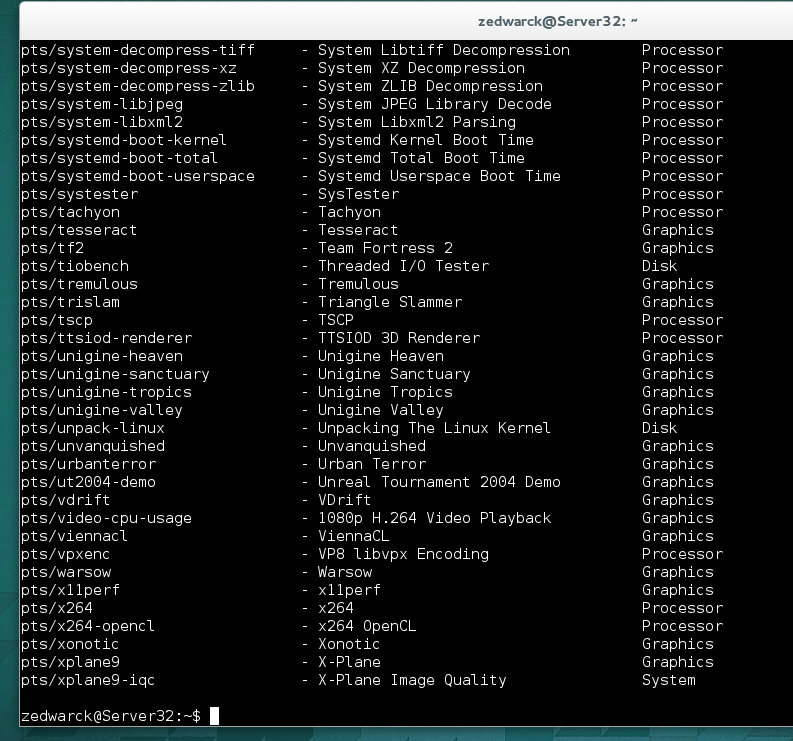 zedwarck@Server32: ~
pts/system-decompress-tiff - System Libtiff Decompression Processor
pts/system-decompress-xz - System XZ Decompression Processor
pts/system-decompress-zlib - System ZLIB Decompression Processor
pts/system-libjpeg - System JPEG Library Decode Processor
pts/system-libxml2 - System Libxml2 Parsing Processor
pts/systemd-boot-kernel - Systemd Kernel Boot Time Processor
pts/systemd-boot-total - Systemd Total Boot Time Processor
pts/systemd-boot-userspace - Systemd Userspace Boot Time Processor
pts/systester - SysTester Processor
pts/tachyon - Tachyon Processor
pts/tesseract - Tesseract Graphics
pts/tf2 - Team Fortress 2 Graphics
pts/tiobench - Threaded I/O Tester Disk
pts/tremulous - Tremulous Graphics
pts/trislam - Triangle Slammer Graphics
pts/tscp - TSCP Processor
pts/ttsiod-renderer - TTSIOD 3D Renderer Processor
pts/unigine-heaven - Unigine Heaven Graphics
pts/unigine-sanctuary - Unigine Sanctuary Graphics
pts/unigine-tropics - Unigine Tropics Graphics
pts/unigine-valley - Unigine Valley Graphics
pts/unpack-linux - Unpacking The Linux Kernel Disk
pts/unvanquished - Unvanquished Graphics
pts/urbanterror - Urban Terror Graphics
pts/ut2004-demo - Unreal Tournament 2004 Demo Graphics
pts/vdrift - VDrift Graphics
pts/video-cpu-usage - 1080p H.264 Video Playback Graphics
pts/viennacl - ViennaCL Graphics
pts/vpxenc - VP8 libvpx Encoding Processor
pts/warsow - Warsow Graphics
pts/x11perf - x11perf Graphics
pts/x264 - x264 Processor
pts/x264-opencl - x264 OpenCL Processor
pts/xonotic - Xonotic Graphics
pts/xplane9 - X-Plane Graphics
pts/xplane9-iqc - X-Plane Image Quality System
zedwarck@Server32:~$